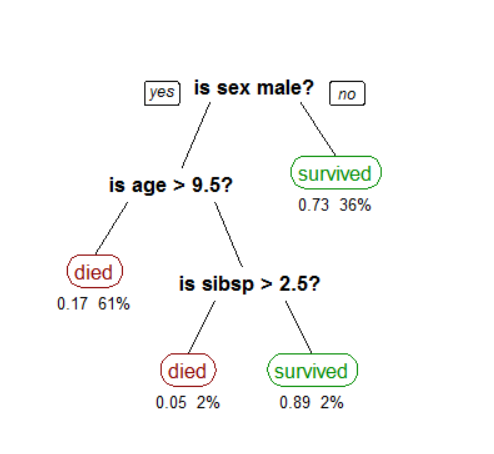 yes is sex male? no
survived
is age > 9.5?
0.73 36%
died
is sibsp > 2.5?
0.17 61%
died survived
0.05 2% 0.89 2%